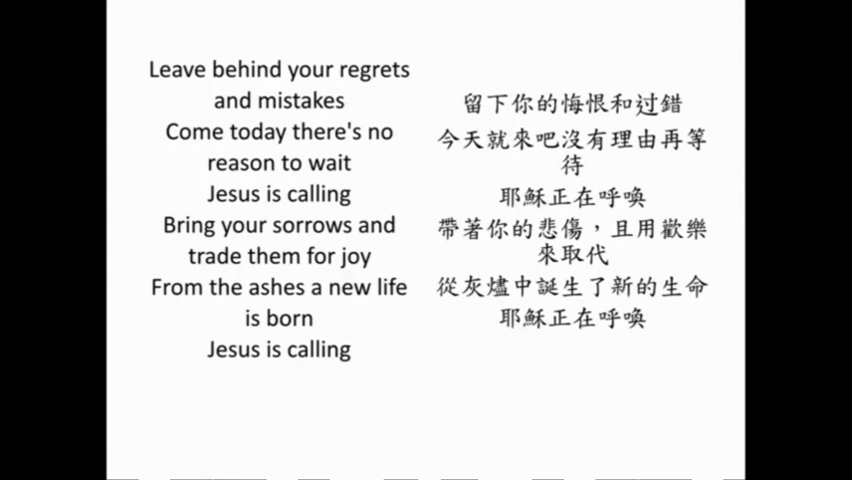 Leave behind your regrets
and mistakes
Come today there's no
reason to wait
Jesus is calling
Bring your sorrows and
trade them for joy
From the ashes a new life
is born
Jesus is calling
留下你的悔恨和过錯
今天就來吧沒有理由再等
待
耶穌正在呼喚
帶著你的悲傷，且用歡樂
來取代
從灰燼中誕生了新的生命
耶穌正在呼喚